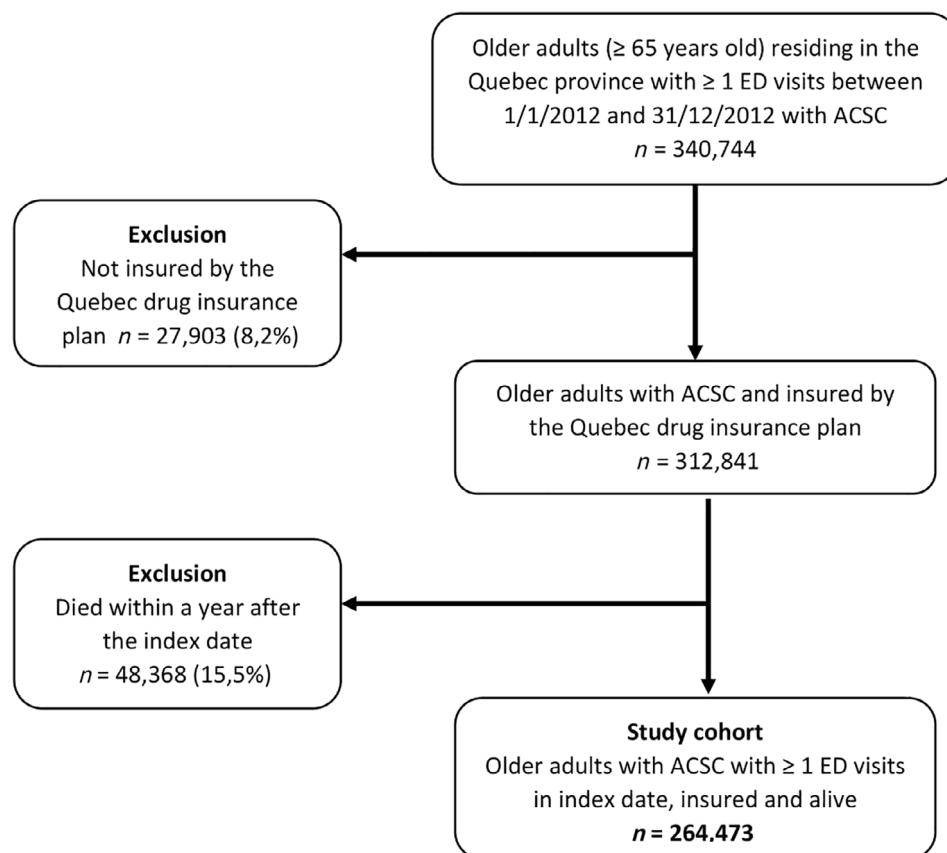 Older adults (≥ 65 years old) residing in the
Quebec province with ≥ 1 ED visits between
1/1/2012 and 31/12/2012 with ACSC
n = 340,744
Exclusion
Not insured by the
Quebec drug insurance
plan n = 27,903 (8,2%)
Older adults with ACSC and insured by
the Quebec drug insurance plan
n = 312,841
Exclusion
Died within a year after
the index date
n = 48,368 (15,5%)
Study cohort
Older adults with ACSC with ≥ 1 ED visits
in index date, insured and alive
n = 264,473